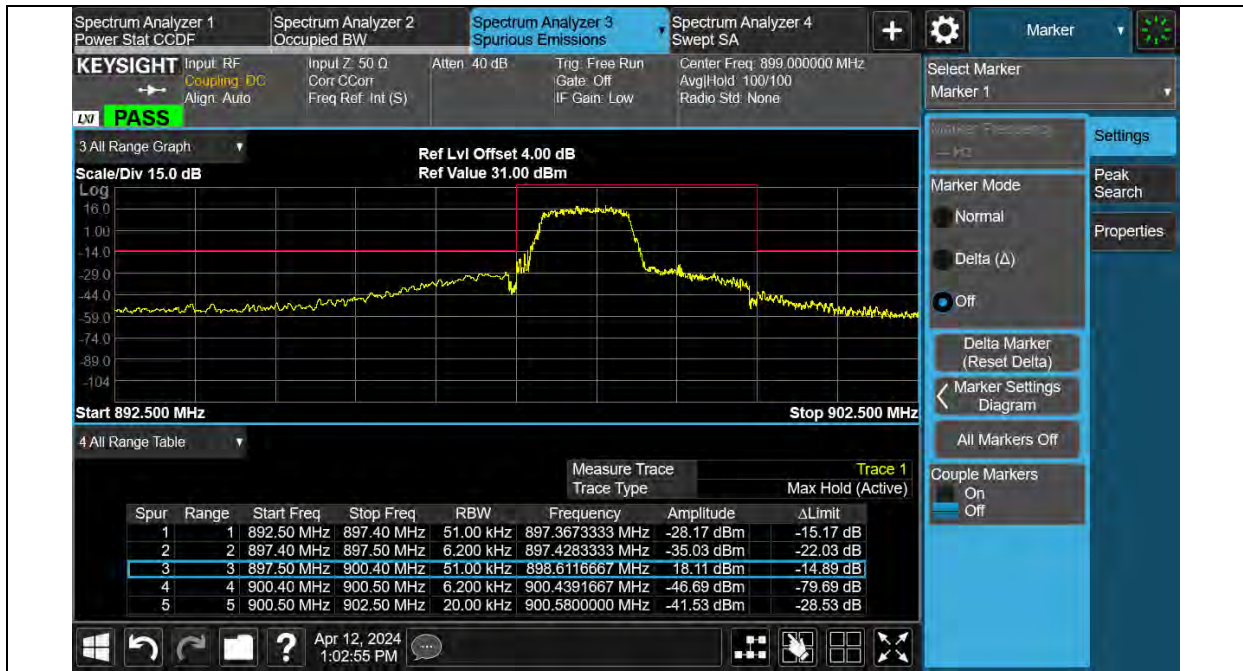 Spectrum Analyzer 1
Power Stat CCDF
Spectrum Analyzer 2
Occupied BW
Spectrum Analyzer 3
Spurious Emissions
Spectrum Analyzer 4
Swept SA
+
Marker
KEYSIGHT
Input: RF
Coupling: DC
Align: Auto
Input Z: 50 Ω
Corr CCorr
Freq Ref: Int (S)
Atten: 40 dB
Trig: Free Run
Gate: Off
IF Gain: Low
Center Freq: 899.000000 MHz
Avg|Hold: 100/100
Radio Std: None
LXI
PASS
Select Marker
Marker 1
3 All Range Graph
Ref Lvl Offset 4.00 dB
Scale/Div 15.0 dB
Ref Value 31.00 dBm
Log
16.0
1.00
-14.0
-29.0
-44.0
-59.0
-74.0
-89.0
-104
Start 892.500 MHz
Stop 902.500 MHz
Marker Frequency
--- Hz
Settings
Marker Mode
Normal
Delta (Δ)
Off
Peak
Search
Properties
Delta Marker
(Reset Delta)
Marker Settings
Diagram
All Markers Off
Couple Markers
On
Off
4 All Range Table
Measure Trace Trace 1
Trace Type Max Hold (Active)
Spur Range Start Freq Stop Freq RBW Frequency Amplitude ΔLimit
1 1 892.50 MHz 897.40 MHz 51.00 kHz 897.3673333 MHz -28.17 dBm -15.17 dB
2 2 897.40 MHz 897.50 MHz 6.200 kHz 897.4283333 MHz -35.03 dBm -22.03 dB
3 3 897.50 MHz 900.40 MHz 51.00 kHz 898.6116667 MHz 18.11 dBm -14.89 dB
4 4 900.40 MHz 900.50 MHz 6.200 kHz 900.4391667 MHz -46.69 dBm -79.69 dB
5 5 900.50 MHz 902.50 MHz 20.00 kHz 900.5800000 MHz -41.53 dBm -28.53 dB
?
Apr 12, 2024
1:02:55 PM